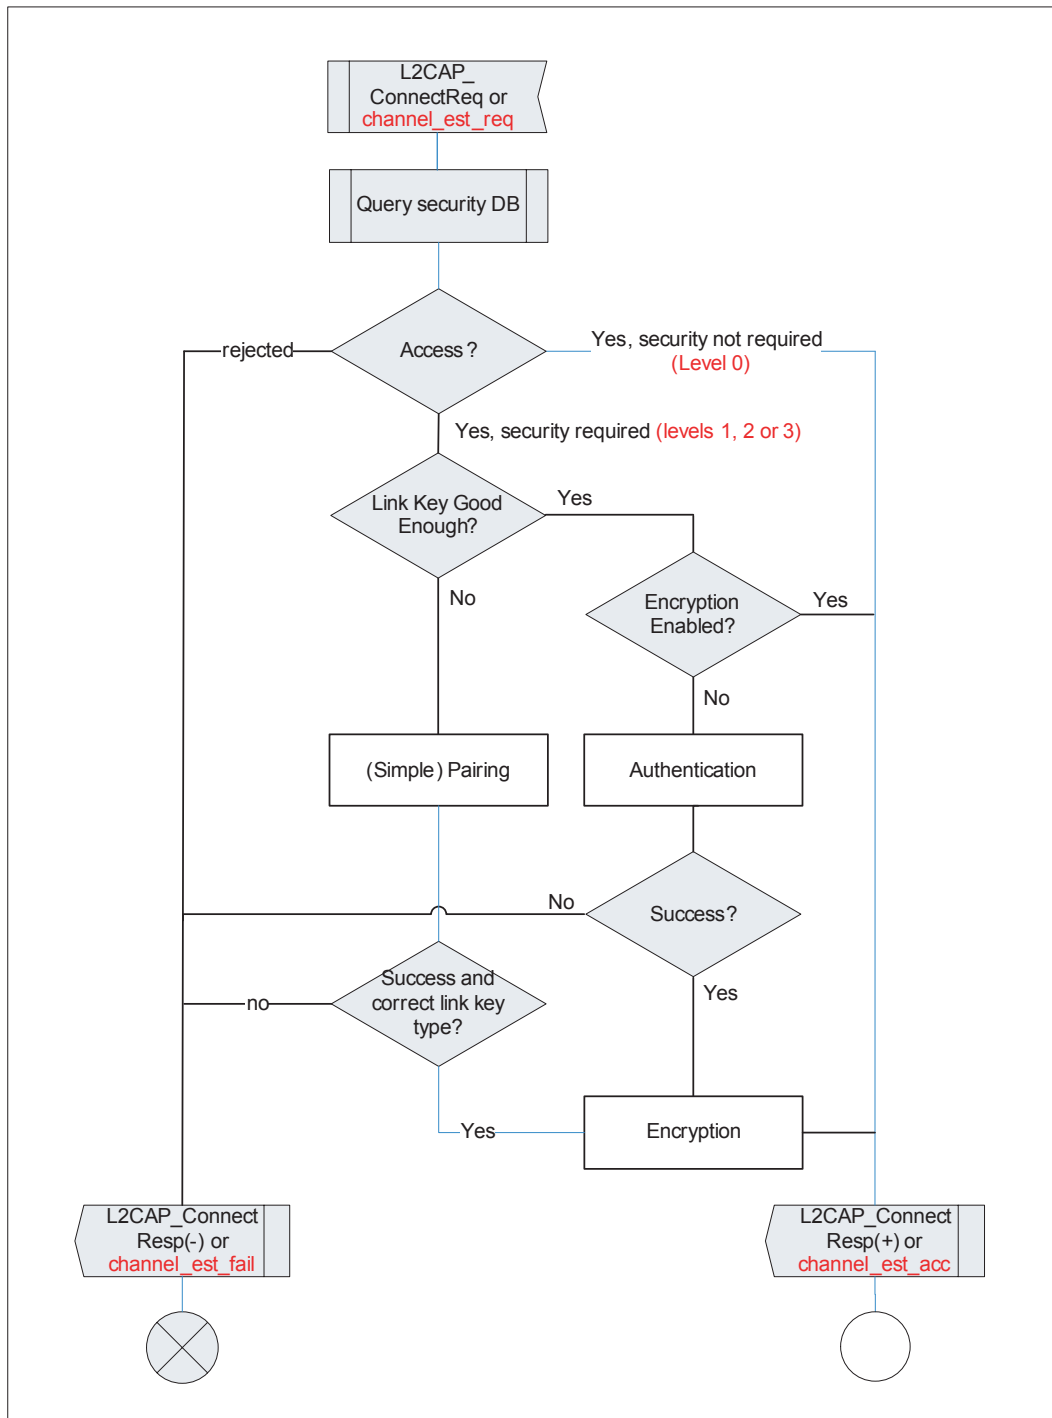 L2CAP_
ConnectReq or
channel_est_req
Query security DB
Access?
rejected
Yes, security not required
(Level 0)
Yes, security required (levels 1, 2 or 3)
Link Key Good
Enough?
Yes
No
Encryption
Enabled?
Yes
No
(Simple) Pairing
Authentication
No
Success?
Success and
correct link key
type?
no
Yes
Yes
Encryption
L2CAP_Connect
Resp(-) or
channel_est_fail
L2CAP_Connect
Resp(+) or
channel_est_acc